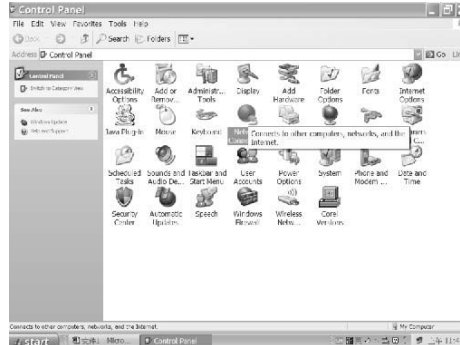 Control Panel
File Edit View Favorites Tools Help
Back Search Folders
Address Control Panel Go
Control Panel
Switch to Category View
See Also
Windows Update
Help and Support
Accessibility Options
Add or Remov...
Administr... Tools
Display
Add Hardware
Folder Options
Fonts
Internet Options
Java Plug-in
Mouse
Keyboard
Connects to other computers, networks, and the Internet.
Scheduled Tasks
Sounds and Audio De...
Taskbar and Start Menu
User Accounts
Power Options
System
Phone and Modem ...
Date and Time
Security Center
Automatic Updates
Speech
Windows Firewall
Wireless Netw...
Corel Versions
Connects to other computers, networks, and the Internet.
My Computer
start
Control Panel